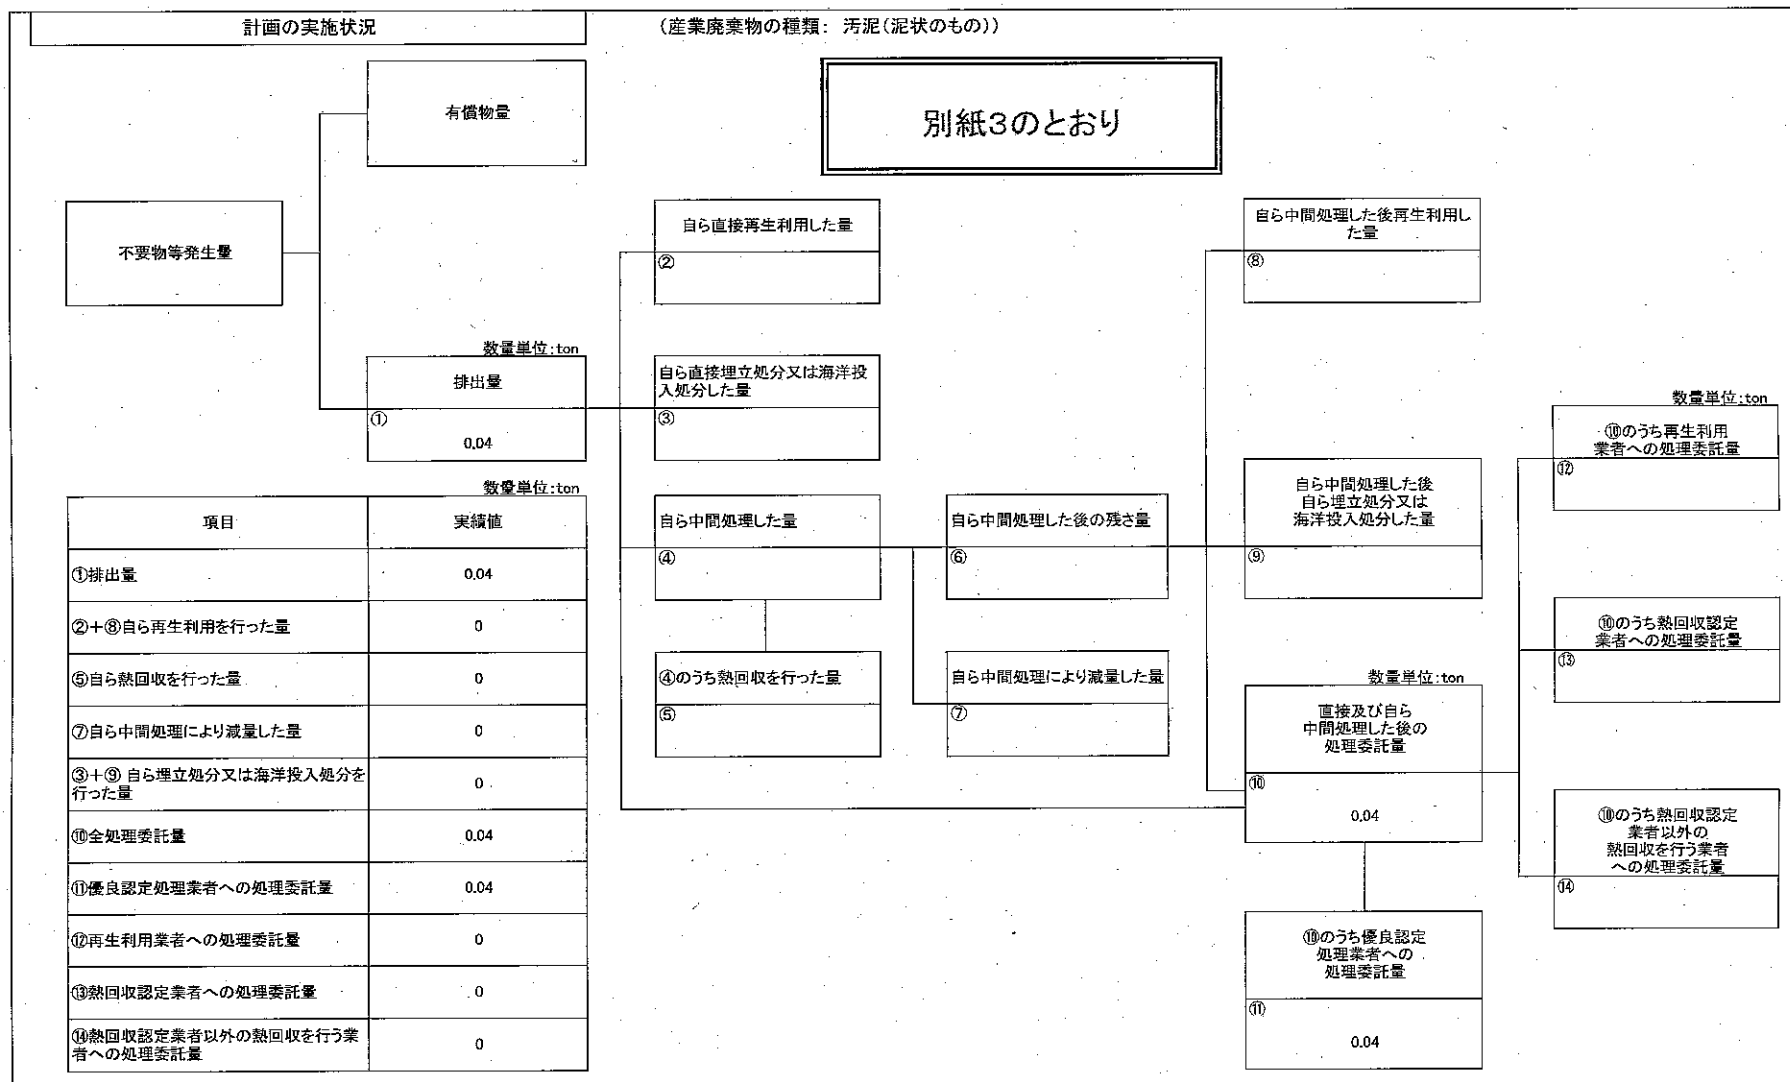 計画の実施状況
(産業廃棄物の種類: 汚泥(泥状のもの))
有償物量
別紙3のとおり
不要物等発生量
自ら直接再生利用した量
②
自ら中間処理した後再生利用し
た量
⑧
数量単位:ton
排出量
①
0.04
自ら直接埋立処分又は海洋投
入処分した量
③
数量単位:ton
⑩のうち再生利用
業者への処理委託量
⑫
数量単位:ton
項目
実績値
①排出量
0.04
②+⑧自ら再生利用を行った量
0
⑤自ら熱回収を行った量
0
⑦自ら中間処理により減量した量
0
③+⑨ 自ら埋立処分又は海洋投入処分を
行った量
0
⑩全処理委託量
0.04
⑪優良認定処理業者への処理委託量
0.04
⑫再生利用業者への処理委託量
0
⑬熱回収認定業者への処理委託量
0
⑭熱回収認定業者以外の熱回収を行う業
者への処理委託量
0
自ら中間処理した量
④
自ら中間処理した後の残さ量
⑥
自ら中間処理した後
自ら埋立処分又は
海洋投入処分した量
⑨
④のうち熱回収を行った量
⑤
自ら中間処理により減量した量
⑦
⑩のうち熱回収認定
業者への処理委託量
⑬
数量単位:ton
直接及び自ら
中間処理した後の
処理委託量
⑩
0.04
⑩のうち熱回収認定
業者以外の
熱回収を行う業者
への処理委託量
⑭
⑩のうち優良認定
処理業者への
処理委託量
⑪
0.04